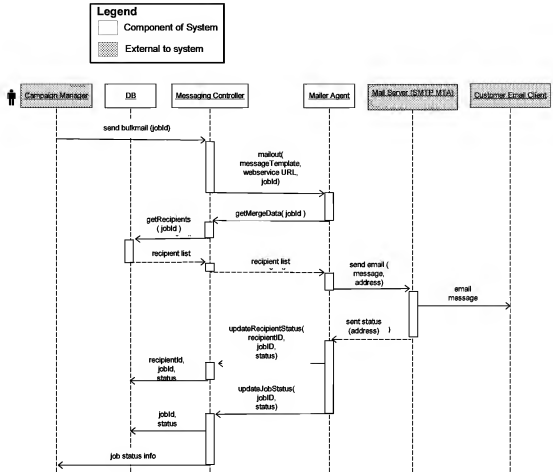 Legend
Component of System
External to system
Campaign Manager
DB
Messaging Controller
Mailer Agent
Mail Server (SMTP MTA)
Customer Email Client
send bulkmail (jobId)
mailout(
messageTemplate,
webservice URL,
jobId)
getMergeData( jobId )
getRecipients
( jobId )
recipient list
recipient list
send email (
message,
address)
email
message
sent status
(address) )
updateRecipientStatus(
recipientID,
jobID,
status)
recipientId,
jobId,
status
updateJobStatus(
jobID,
status)
jobId,
status
job status info